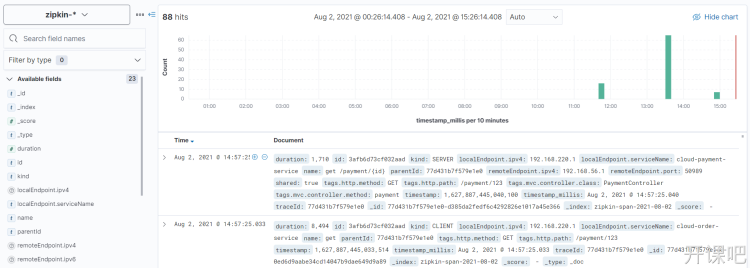 zipkin-*
88 hits
Aug 2, 2021 @ 00:26:14.408 - Aug 2, 2021 @ 15:26:14.408
Auto
Hide chart
Search field names
Filter by type 0
Available fields 23
_id
_index
_score
_type
duration
id
kind
localEndpoint.ipv4
localEndpoint.serviceName
name
parentId
remoteEndpoint.ipv4
remoteEndpoint.ipv6
Count
60
50
40
30
20
10
0
01:00 02:00 03:00 04:00 05:00 06:00 07:00 08:00 09:00 10:00 11:00 12:00 13:00 14:00 15:00
timestamp_millis per 10 minutes
Time Document
Aug 2, 2021 @ 14:57:25
duration: 1,710 id: 3afb6d73cf032aad kind: SERVER localEndpoint.ipv4: 192.168.220.1 localEndpoint.serviceName: cloud-payment-
service name: get /payment/{id} parentId: 77d431b7f579e1e0 remoteEndpoint.ipv4: 192.168.56.1 remoteEndpoint.port: 50989
shared: true tags.http.method: GET tags.http.path: /payment/123 tags.mvc.controller.class: PaymentController
tags.mvc.controller.method: payment timestamp: 1,627,887,445,033,100 timestamp_millis: Aug 2, 2021 @ 14:57:25.040
traceId: 77d431b7f579e1e0 _id: 77d431b7f579e1e0-d385da2fedf6c4292826e1017a45e366 _index: zipkin-span-2021-08-02 _score: -
Aug 2, 2021 @ 14:57:25.033
duration: 8,494 id: 3afb6d73cf032aad kind: CLIENT localEndpoint.ipv4: 192.168.220.1 localEndpoint.serviceName: cloud-order-
service name: get parentId: 77d431b7f579e1e0 tags.http.method: GET tags.http.path: /payment/123
timestamp: 1,627,887,445,033,514 timestamp_millis: Aug 2, 2021 @ 14:57:25.033 traceId: 77d431b7f579e1e0 _id: 77d431b7f579e1e0-
0ed6d9aabe34cd14047b9dae649d9a89 _index: zipkin-span-2021-08-02 _score: - _type: _doc
开课吧